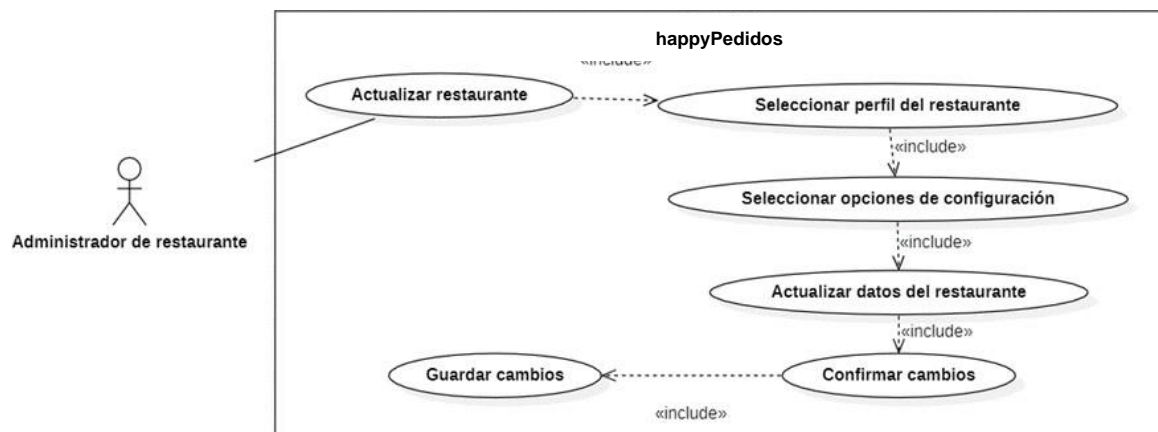 happyPedidos
«include»
Actualizar restaurante
Seleccionar perfil del restaurante
«include»
Seleccionar opciones de configuración
«include»
Administrador de restaurante
Actualizar datos del restaurante
«include»
Guardar cambios
Confirmar cambios
«include»